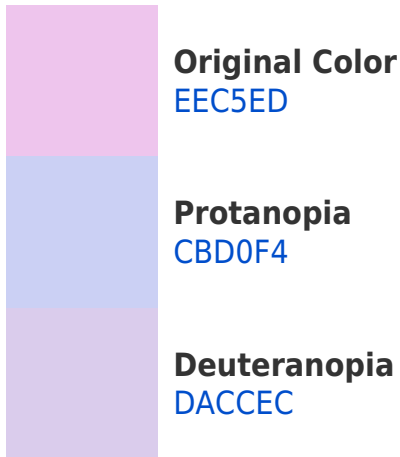 Original Color
EEC5ED
Protanopia
CBD0F4
Deuteranopia
DACCEC